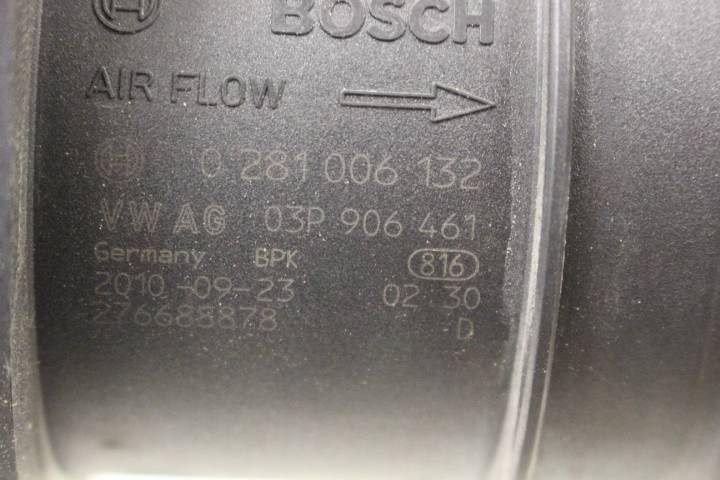 BOSCH
AIR FLOW
0 281 006 132
VW AG 03P 906 461
Germany BPK 816
2010-09-23 02 30
276688878 D